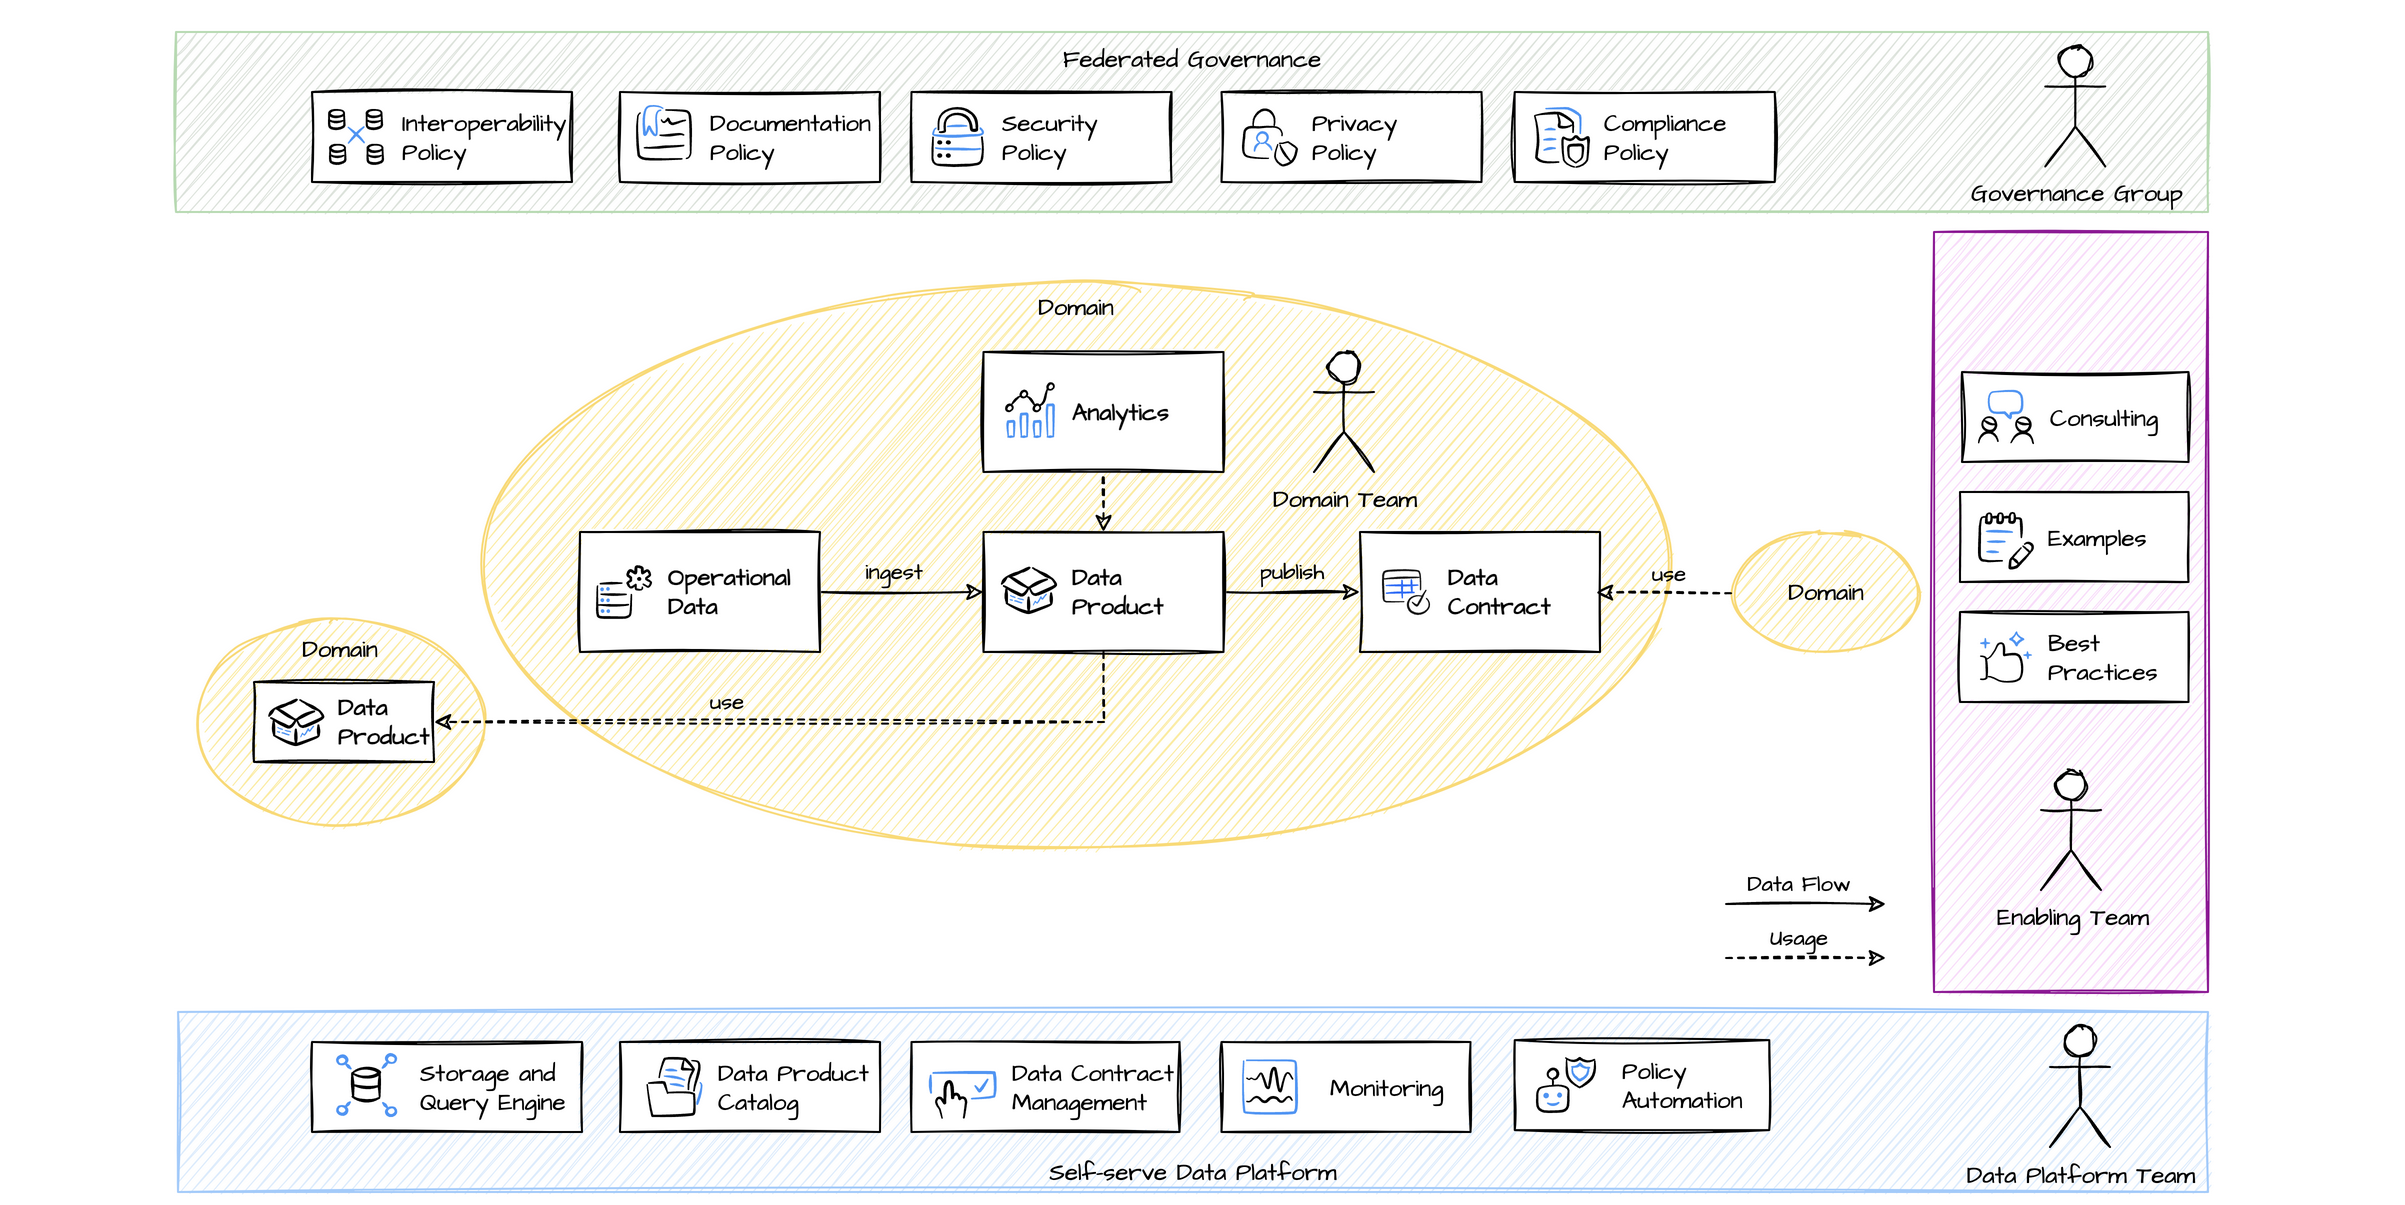 Federated Governance
Interoperability
Policy
Documentation
Policy
Security
Policy
Privacy
Policy
Compliance
Policy
Governance Group
Domain
Analytics
Domain Team
Operational
Data
ingest
Data
Product
publish
Data
Contract
use
Domain
Domain
Data
Product
use
Consulting
Examples
Best
Practices
Enabling Team
Data Flow
Usage
Storage and
Query Engine
Data Product
Catalog
Data Contract
Management
Monitoring
Policy
Automation
Self-serve Data Platform
Data Platform Team